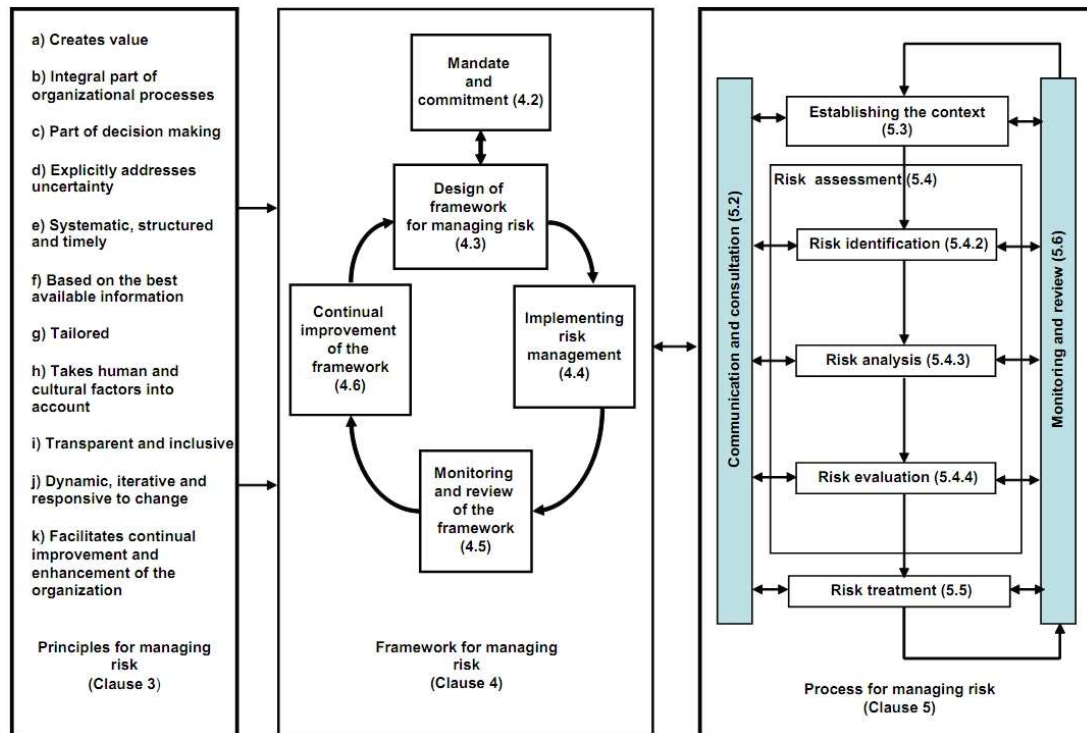 a) Creates value
b) Integral part of
organizational processes
c) Part of decision making
d) Explicitly addresses
uncertainty
e) Systematic, structured
and timely
f) Based on the best
available information
g) Tailored
h) Takes human and
cultural factors into
account
i) Transparent and inclusive
j) Dynamic, iterative and
responsive to change
k) Facilitates continual
improvement and
enhancement of the
organization
Principles for managing
risk
(Clause 3)
Mandate
and
commitment (4.2)
Design of
framework
for managing risk
(4.3)
Implementing
risk
management
(4.4)
Monitoring
and review
of the
framework
(4.5)
Continual
improvement
of the
framework
(4.6)
Framework for managing
risk
(Clause 4)
Communication and consultation (5.2)
Establishing the context
(5.3)
Risk assessment (5.4)
Risk identification (5.4.2)
Risk analysis (5.4.3)
Risk evaluation (5.4.4)
Risk treatment (5.5)
Monitoring and review (5.6)
Process for managing risk
(Clause 5)